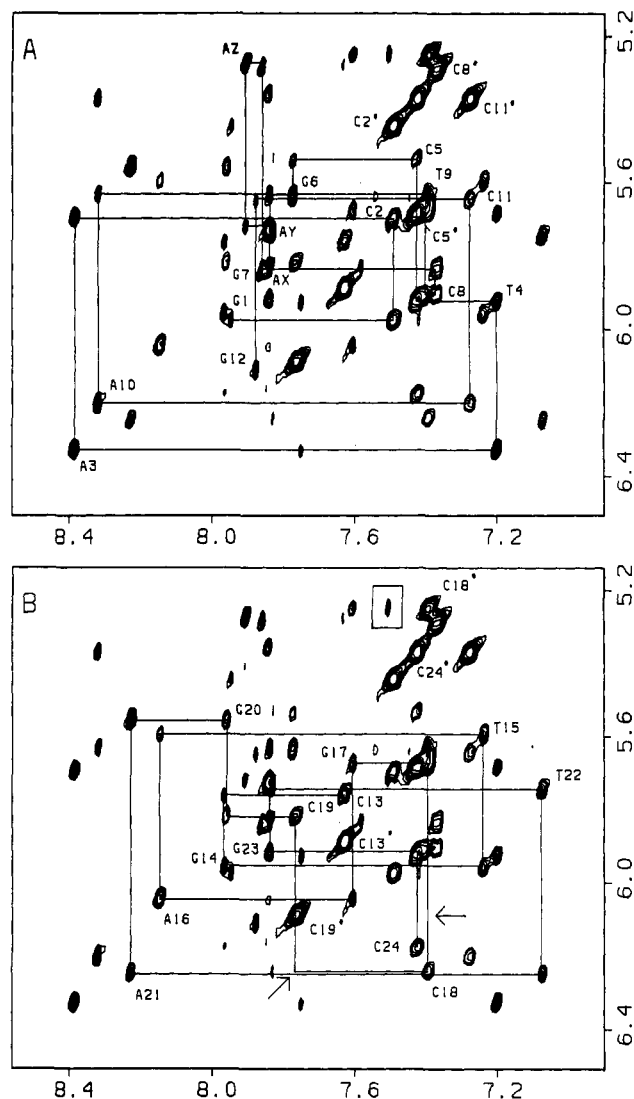 A
AZ
5.2
C8'
C2'
C11'
C5
5.6
G6
T9
C11
C2
AY
C5'
G7
AX
C8
T4
G1
6.0
G12
A10
A3
6.4
8.4 8.0 7.6 7.2
B
C18'
5.2
C24'
G20
T15
5.6
G17
T22
C19 C13
G23
C13'
G14
A16
C19'
6.0
C24
A21
C18
6.4
8.4 8.0 7.6 7.2